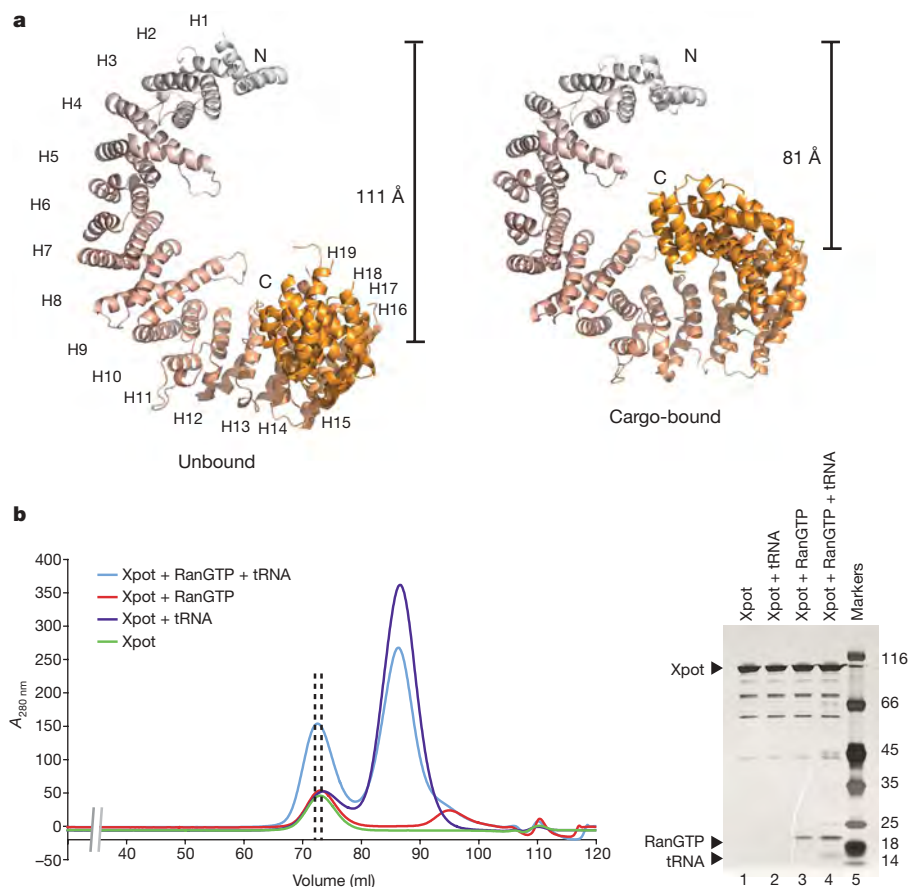 a
H1
H2
N
H3
H4
H5
H6
H7
H8
H9
H10
H11
H12
H13
H14
H15
H16
H17
H18
H19
C
111 Å
Unbound
N
C
81 Å
Cargo-bound
b
400
350
300
250
200
150
100
50
0
–50
A280 nm
Xpot + RanGTP + tRNA
Xpot + RanGTP
Xpot + tRNA
Xpot
40 50 60 70 80 90 100 110 120
Volume (ml)
Xpot
Xpot + tRNA
Xpot + RanGTP
Xpot + RanGTP + tRNA
Markers
Xpot
RanGTP
tRNA
116
66
45
35
25
18
14
1 2 3 4 5